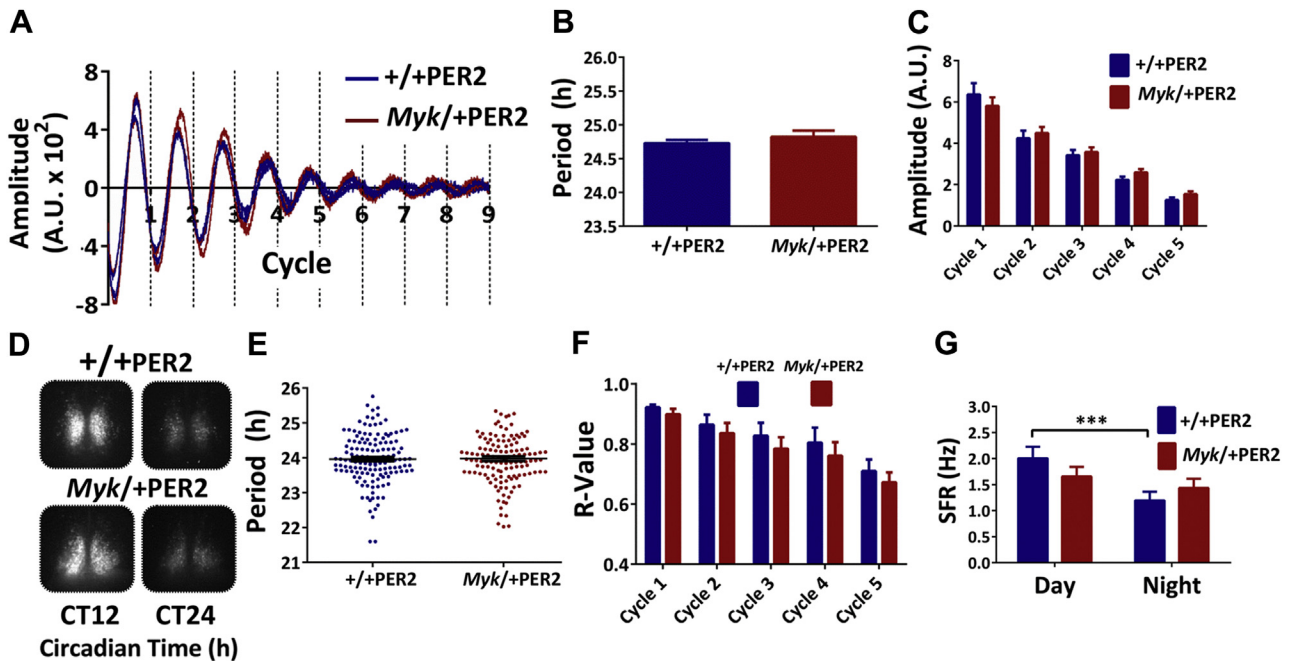 A
8
4
0
-4
-8
Amplitude
(A.U. x 10²)
+/+PER2
Myk/+PER2
1 2 3 4 5 6 7 8 9
Cycle
B
26.0
25.5
25.0
24.5
24.0
23.5
Period (h)
+/+PER2 Myk/+PER2
C
8
6
4
2
0
Amplitude (A.U.)
+/+PER2
Myk/+PER2
Cycle 1 Cycle 2 Cycle 3 Cycle 4 Cycle 5
D
+/+PER2
Myk/+PER2
CT12 CT24
Circadian Time (h)
E
26
25
24
23
22
21
Period (h)
+/+PER2 Myk/+PER2
F
+/+PER2 Myk/+PER2
1.0
0.8
0.6
0.4
R-Value
Cycle 1 Cycle 2 Cycle 3 Cycle 4 Cycle 5
G
3.0
2.5
2.0
1.5
1.0
0.5
0.0
SFR (Hz)
***
+/+PER2
Myk/+PER2
Day Night